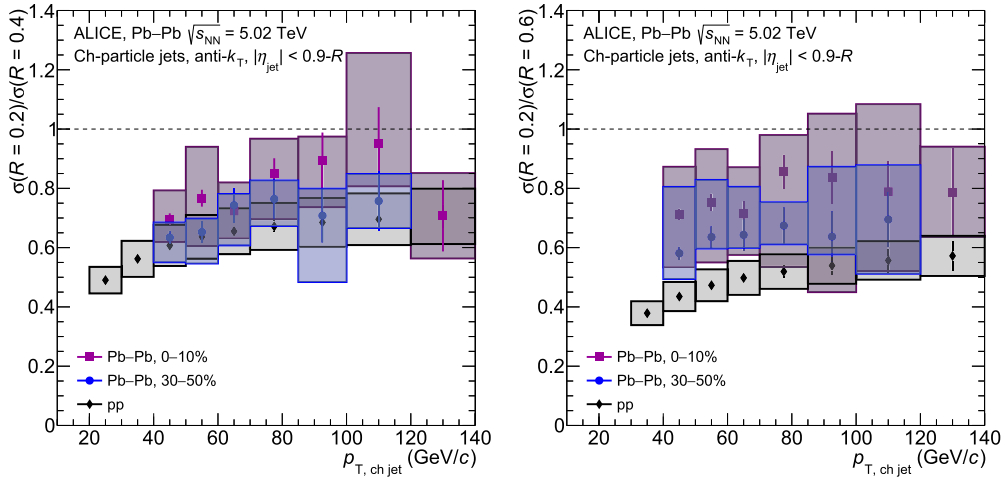 σ(R = 0.2)/σ(R = 0.4)
1.4
1.2
1
0.8
0.6
0.4
0.2
0
ALICE, Pb–Pb √sNN = 5.02 TeV
Ch-particle jets, anti-kT, |ηjet| < 0.9-R
Pb–Pb, 0–10%
Pb–Pb, 30–50%
pp
20 40 60 80 100 120 140
pT, ch jet (GeV/c)
σ(R = 0.2)/σ(R = 0.6)
1.4
1.2
1
0.8
0.6
0.4
0.2
0
ALICE, Pb–Pb √sNN = 5.02 TeV
Ch-particle jets, anti-kT, |ηjet| < 0.9-R
Pb–Pb, 0–10%
Pb–Pb, 30–50%
pp
20 40 60 80 100 120 140
pT, ch jet (GeV/c)